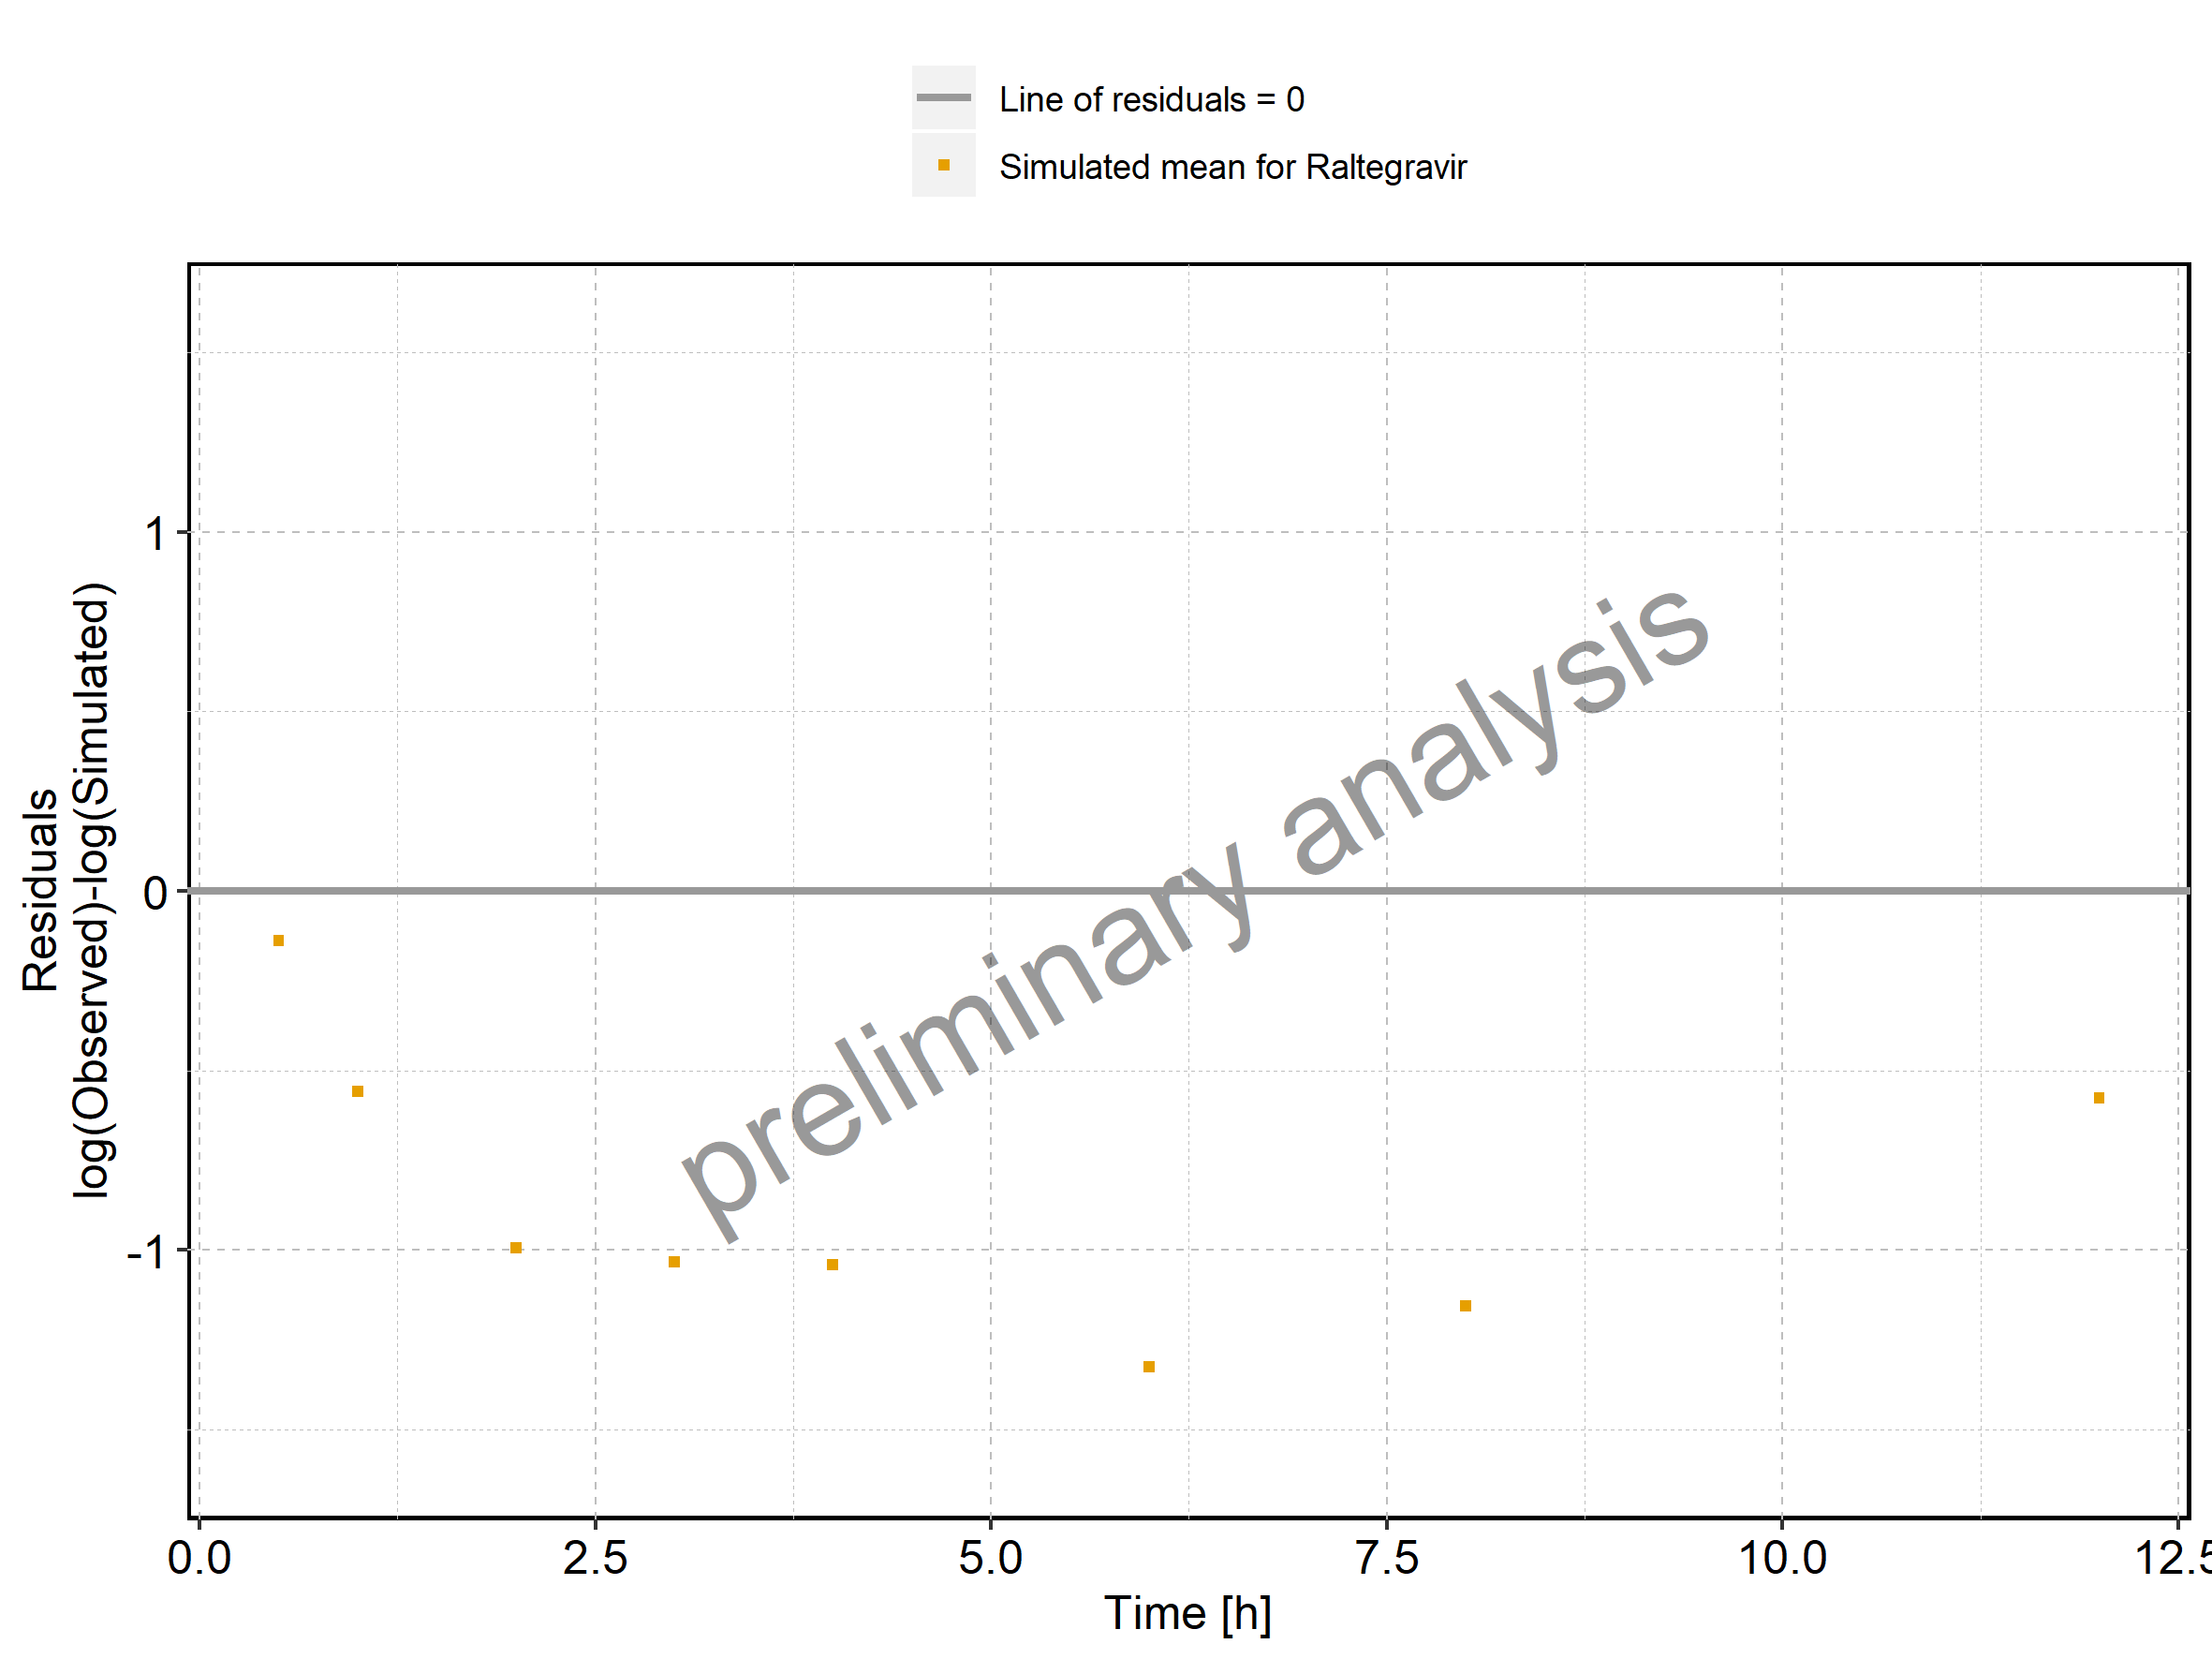 Line of residuals = 0
Simulated mean for Raltegravir
Residuals
log(Observed)-log(Simulated)
1
0
-1
preliminary analysis
0.0 2.5 5.0 7.5 10.0 12.5
Time [h]